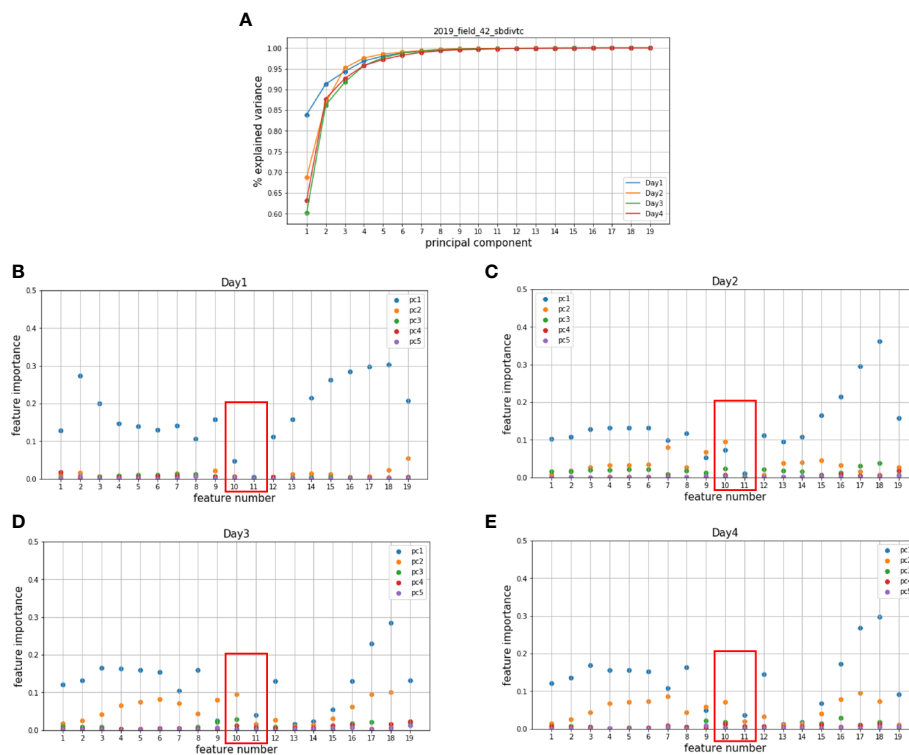 A
2019_field_42_sbdivtc
% explained variance
1.00
0.95
0.90
0.85
0.80
0.75
0.70
0.65
0.60
Day1
Day2
Day3
Day4
1 2 3 4 5 6 7 8 9 10 11 12 13 14 15 16 17 18 19
principal component
B
Day1
feature importance
0.5
0.4
0.3
0.2
0.1
0.0
pc1
pc2
pc3
pc4
pc5
1 2 3 4 5 6 7 8 9 10 11 12 13 14 15 16 17 18 19
feature number
C
Day2
feature importance
0.5
0.4
0.3
0.2
0.1
0.0
pc1
pc2
pc3
pc4
pc5
1 2 3 4 5 6 7 8 9 10 11 12 13 14 15 16 17 18 19
feature number
D
Day3
feature importance
0.5
0.4
0.3
0.2
0.1
0.0
pc1
pc2
pc3
pc4
pc5
1 2 3 4 5 6 7 8 9 10 11 12 13 14 15 16 17 18 19
feature number
E
Day4
feature importance
0.5
0.4
0.3
0.2
0.1
0.0
1 2 3 4 5 6 7 8 9 10 11 12 13 14 15 16 17 18 19
feature number